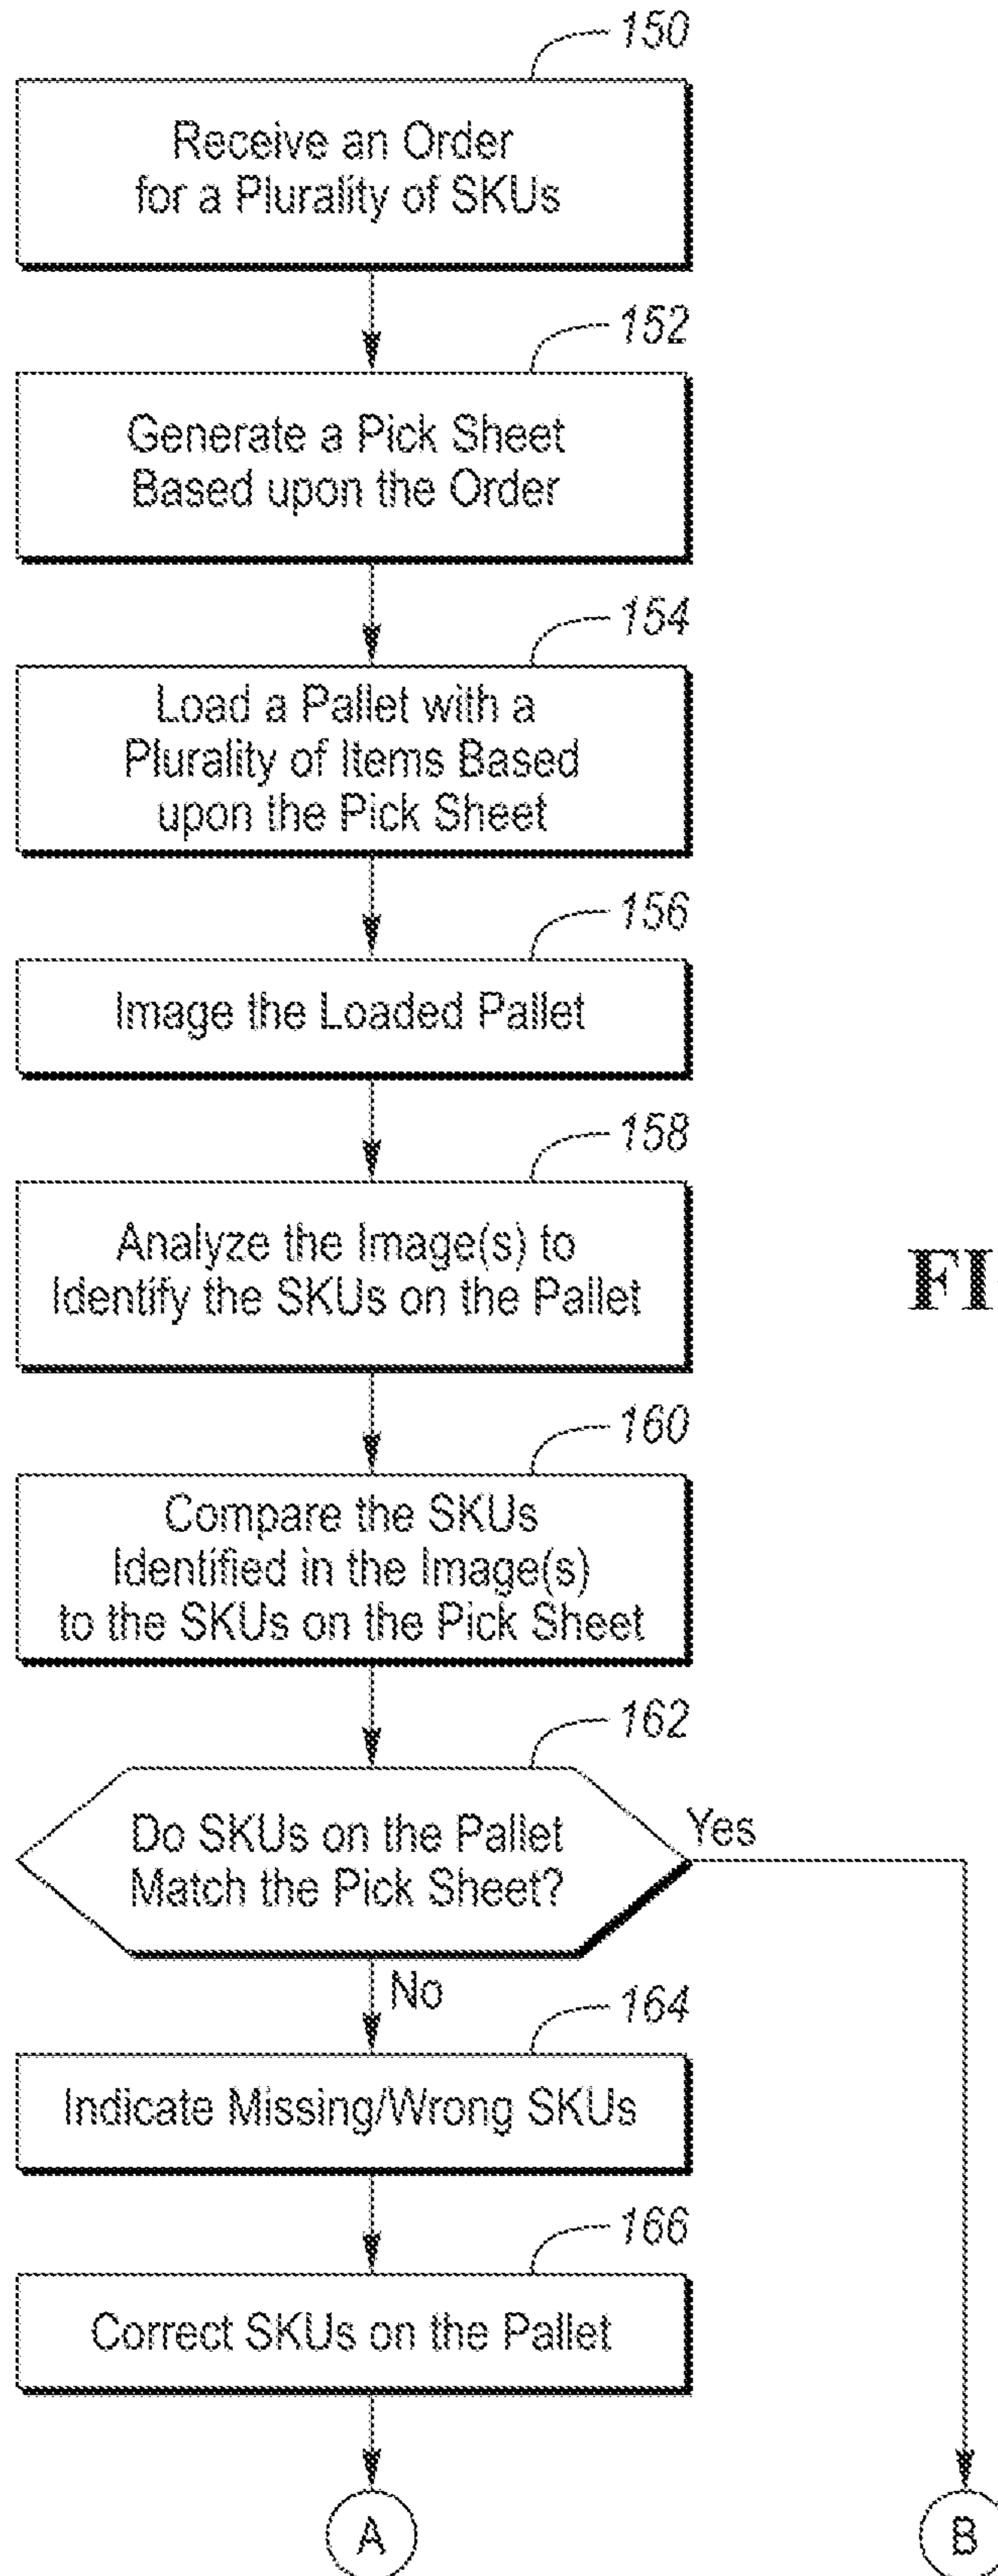 150
Receive an Order
for a Plurality of SKUs
152
Generate a Pick Sheet
Based upon the Order
154
Load a Pallet with a
Plurality of Items Based
upon the Pick Sheet
156
Image the Loaded Pallet
158
Analyze the Image(s) to
Identify the SKUs on the Pallet
FI
160
Compare the SKUs
Identified in the Image(s)
to the SKUs on the Pick Sheet
162
Do SKUs on the Pallet
Match the Pick Sheet?
Yes
No
164
Indicate Missing/Wrong SKUs
166
Correct SKUs on the Pallet
A
B